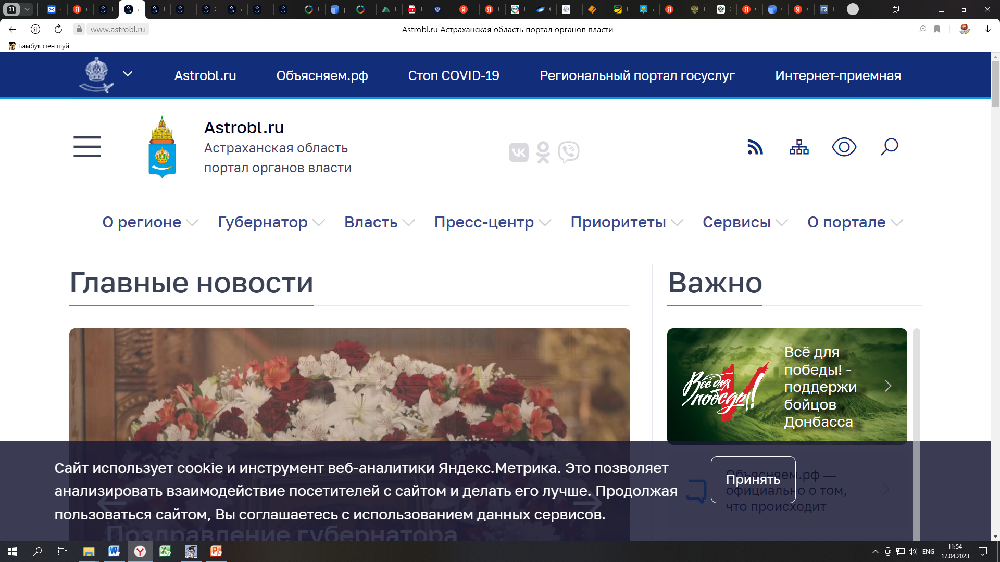 31
www.astrobl.ru
Astrobl.ru Астраханская область портал органов власти
Бамбук фен шуй
Astrobl.ru
Объясняем.рф
Стоп COVID-19
Региональный портал госуслуг
Интернет-приемная
Astrobl.ru
Астраханская область
портал органов власти
О регионе
Губернатор
Власть
Пресс-центр
Приоритеты
Сервисы
О портале
Главные новости
Важно
Всё для победы!
Всё для
победы! -
поддержи
бойцов
Донбасса
Сайт использует cookie и инструмент веб-аналитики Яндекс.Метрика. Это позволяет
анализировать взаимодействие посетителей с сайтом и делать его лучше. Продолжая
пользоваться сайтом, Вы соглашаетесь с использованием данных сервисов.
Принять
Объясняем.рф —
официально о том,
что происходит
Поздравление губернатора
ENG
11:54
17.04.2023